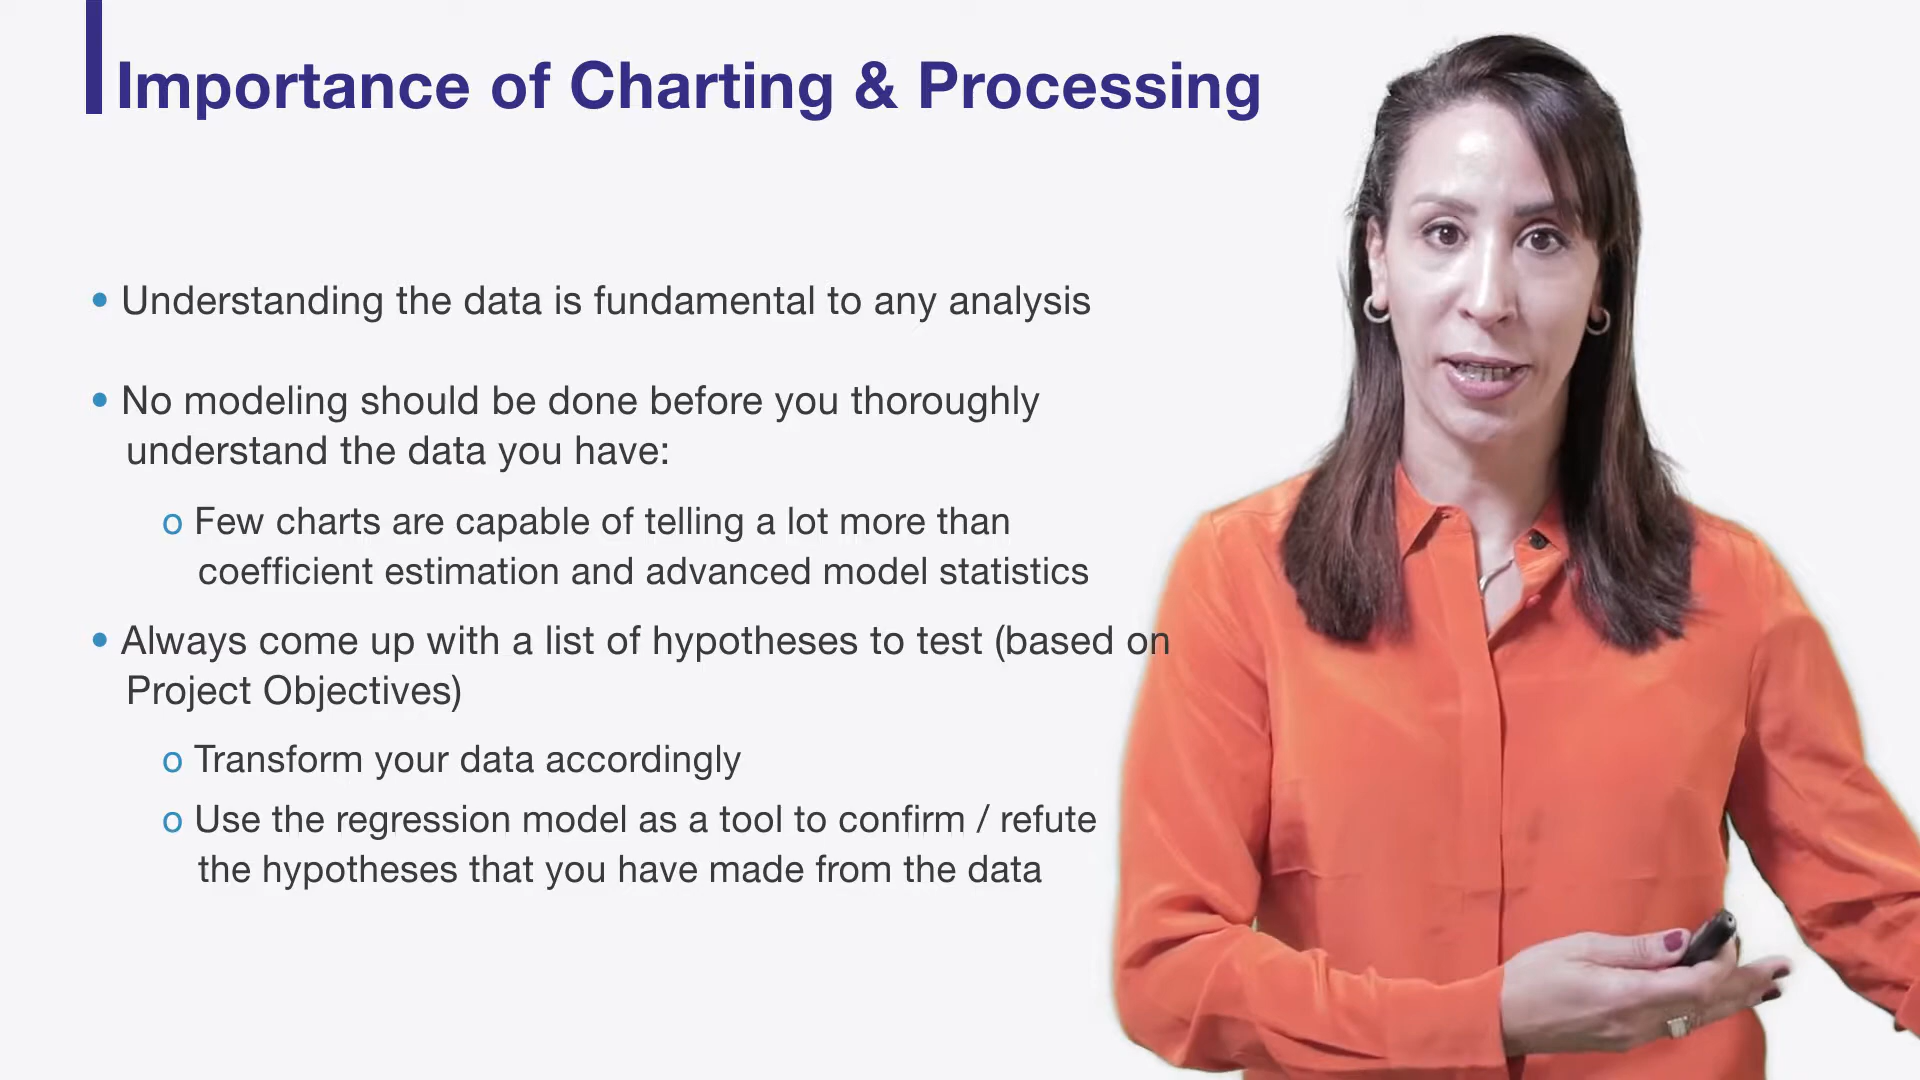 Importance of Charting & Processing
• Understanding the data is fundamental to any analysis
• No modeling should be done before you thoroughly
understand the data you have:
o Few charts are capable of telling a lot more than
coefficient estimation and advanced model statistics
• Always come up with a list of hypotheses to test (based on
Project Objectives)
o Transform your data accordingly
o Use the regression model as a tool to confirm / refute
the hypotheses that you have made from the data